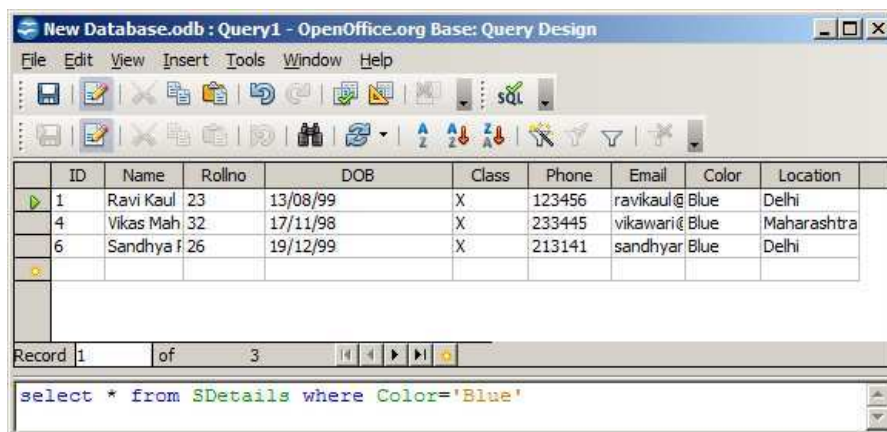 New Database.odb : Query1 - OpenOffice.org Base: Query Design
File Edit View Insert Tools Window Help
SQL
ID Name Rollno DOB Class Phone Email Color Location
1 Ravi Kaul 23 13/08/99 X 123456 ravikaul@ Blue Delhi
4 Vikas Mah 32 17/11/98 X 233445 vikawari@ Blue Maharashtra
6 Sandhya 26 19/12/99 X 213141 sandhyar Blue Delhi
Record 1 of 3
select * from SDetails where Color='Blue'